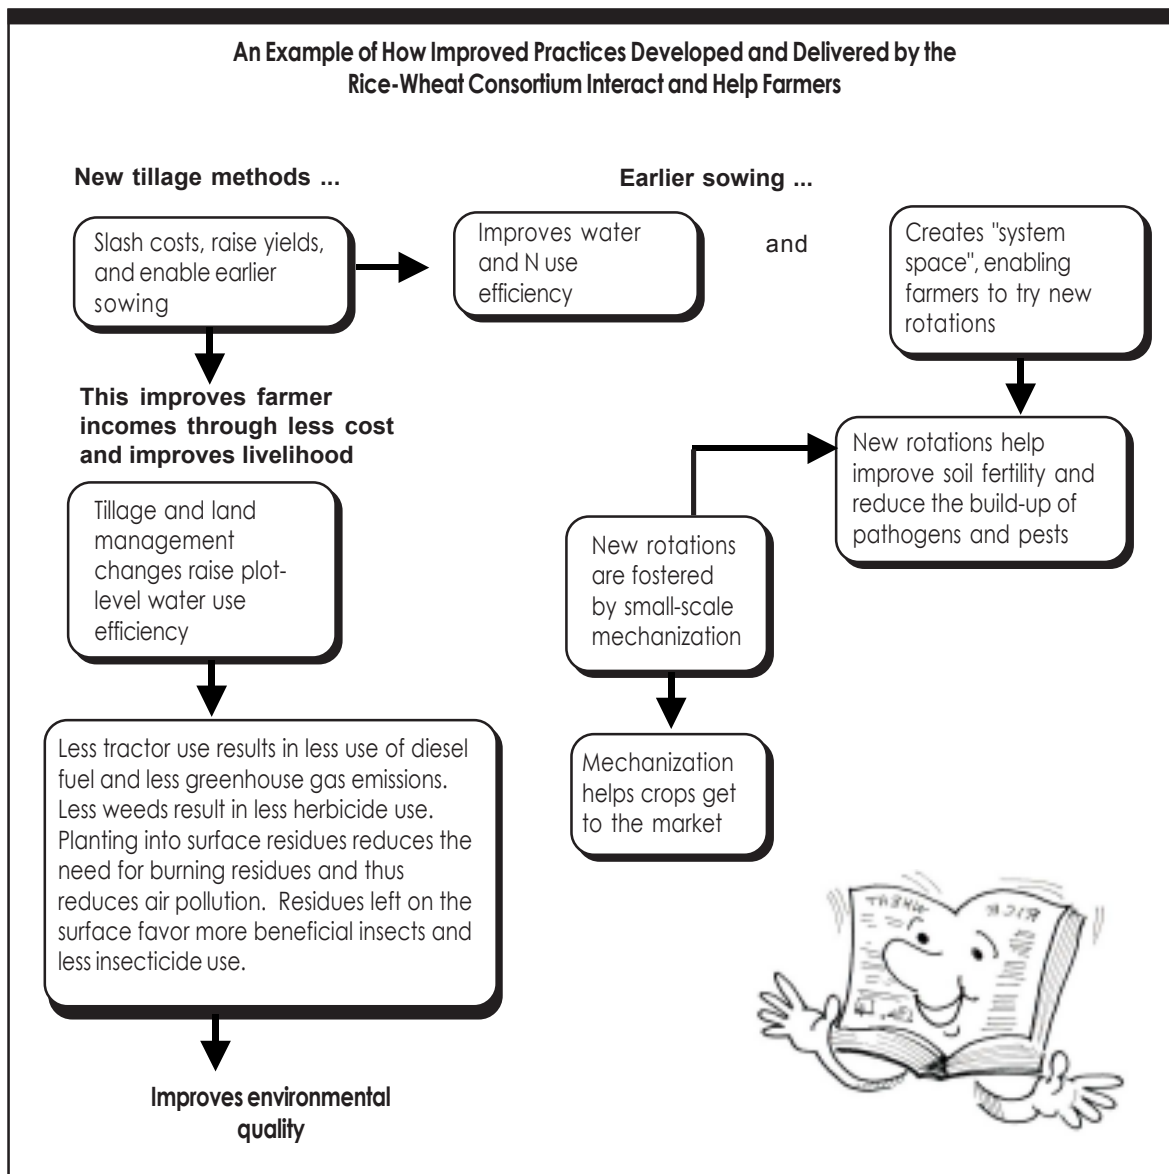 An Example of How Improved Practices Developed and Delivered by the
Rice-Wheat Consortium Interact and Help Farmers
New tillage methods ...
Slash costs, raise yields,
and enable earlier
sowing
Earlier sowing ...
Improves water
and N use
efficiency
and
Creates "system
space", enabling
farmers to try new
rotations
This improves farmer
incomes through less cost
and improves livelihood
Tillage and land
management
changes raise plot-
level water use
efficiency
New rotations help
improve soil fertility and
reduce the build-up of
pathogens and pests
New rotations
are fostered
by small-scale
mechanization
Mechanization
helps crops get
to the market
Less tractor use results in less use of diesel
fuel and less greenhouse gas emissions.
Less weeds result in less herbicide use.
Planting into surface residues reduces the
need for burning residues and thus
reduces air pollution.  Residues left on the
surface favor more beneficial insects and
less insecticide use.
Improves environmental
quality
WHEAT
RICE